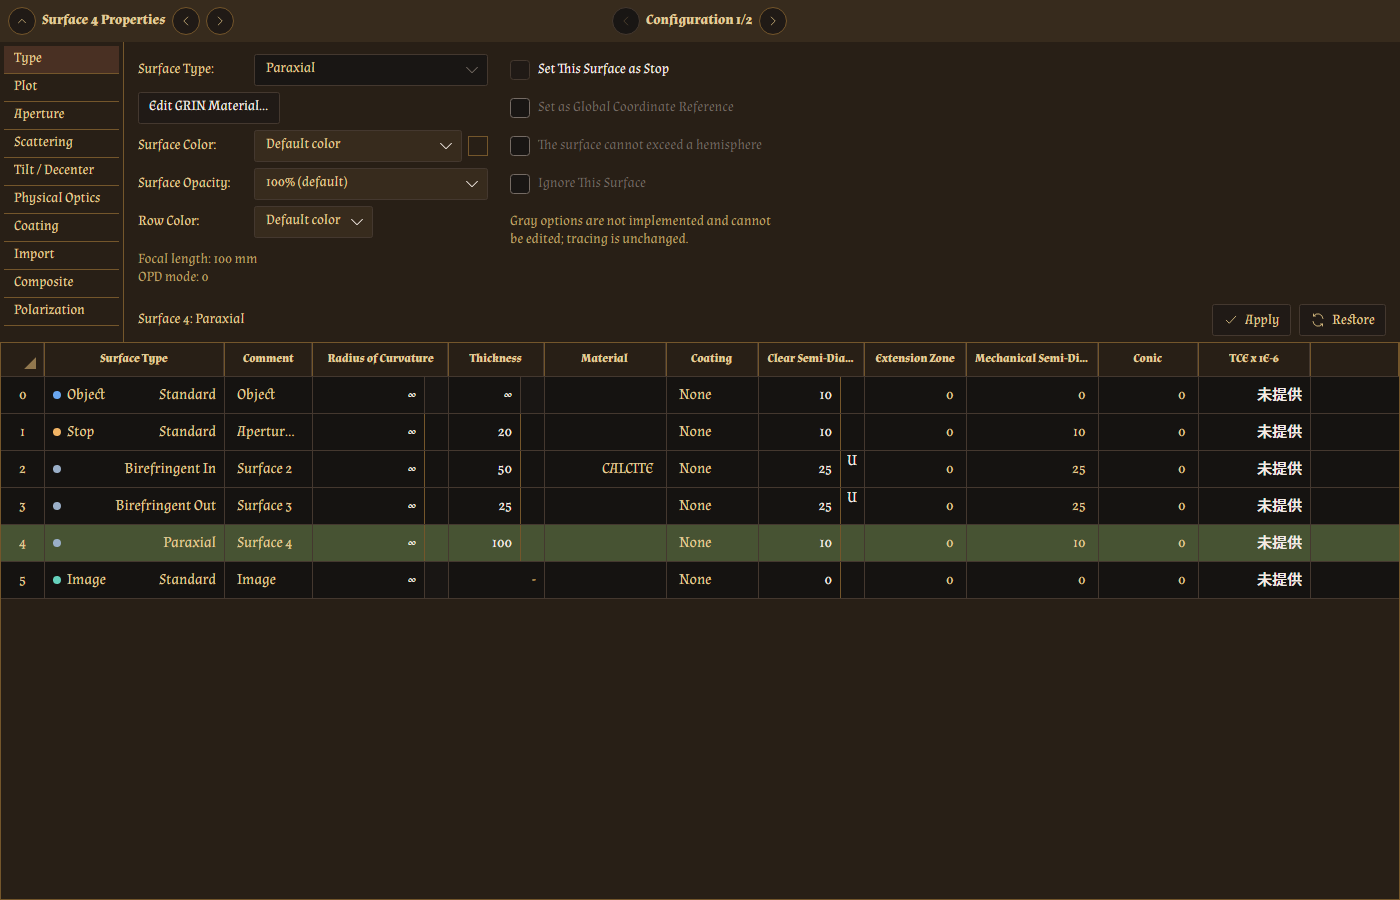 Surface 4 Properties
Configuration 1/2
Type
Plot
Aperture
Scattering
Tilt / Decenter
Physical Optics
Coating
Import
Composite
Polarization
Surface Type: Paraxial
Edit GRIN Material...
Surface Color: Default color
Surface Opacity: 100% (default)
Row Color: Default color
Focal length: 100 mm
OPD mode: 0
Set This Surface as Stop
Set as Global Coordinate Reference
The surface cannot exceed a hemisphere
Ignore This Surface
Gray options are not implemented and cannot
be edited; tracing is unchanged.
Surface 4: Paraxial
Apply Restore
Surface Type Comment Radius of Curvature Thickness Material Coating Clear Semi-Dia... Extension Zone Mechanical Semi-Di... Conic TCE x 1E-6
0 Object Standard Object ∞ ∞ None 10 0 0 0 未提供
1 Stop Standard Apertur... ∞ 20 None 10 0 10 0 未提供
2 Birefringent In Surface 2 ∞ 50 CALCITE None 25 U 0 25 0 未提供
3 Birefringent Out Surface 3 ∞ 25 None 25 U 0 25 0 未提供
4 Paraxial Surface 4 ∞ 100 None 10 0 10 0 未提供
5 Image Standard Image ∞ - None 0 0 0 0 未提供